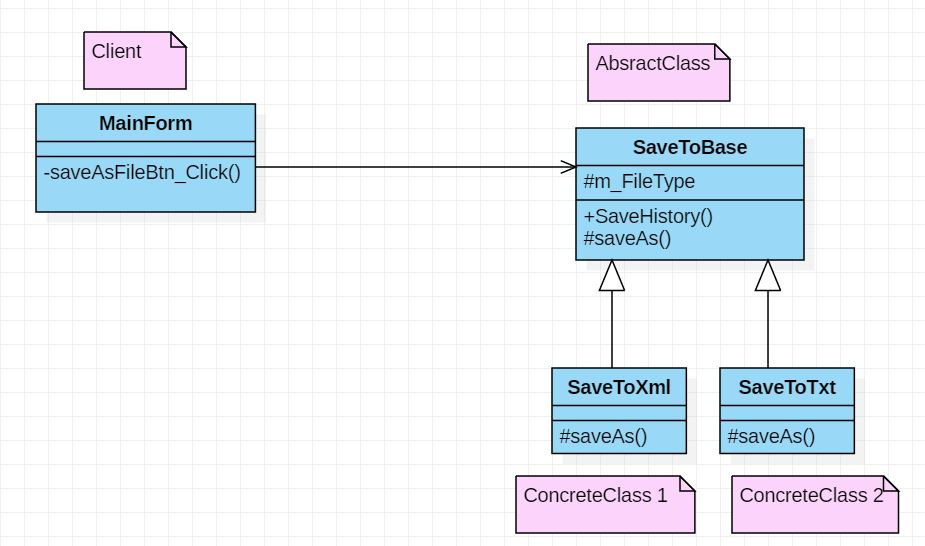 Client
AbsractClass
MainForm
-saveAsFileBtn_Click()
SaveToBase
#m_FileType
+SaveHistory()
#saveAs()
SaveToXml
#saveAs()
SaveToTxt
#saveAs()
ConcreteClass 1
ConcreteClass 2